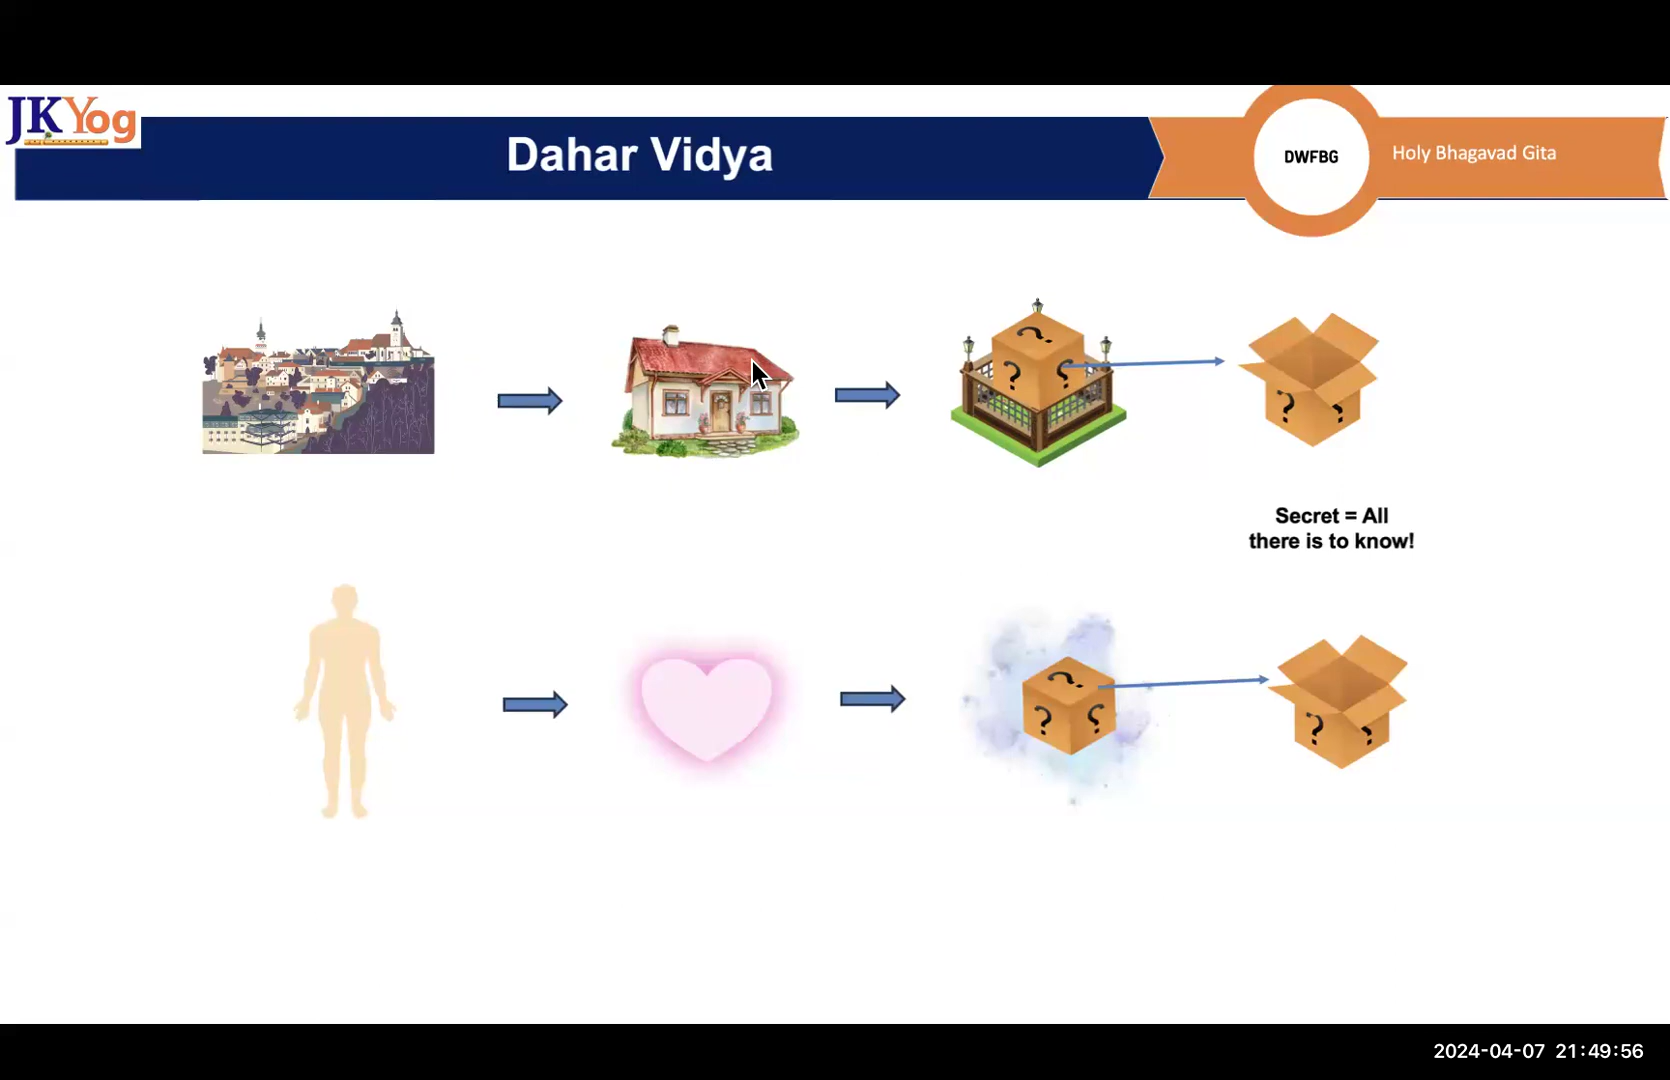 JKYog
Dahar Vidya
DWFBG
Holy Bhagavad Gita
? ? ?
? ?
Secret = All
there is to know!
? ? ?
? ?
2024-04-07 21:49:56